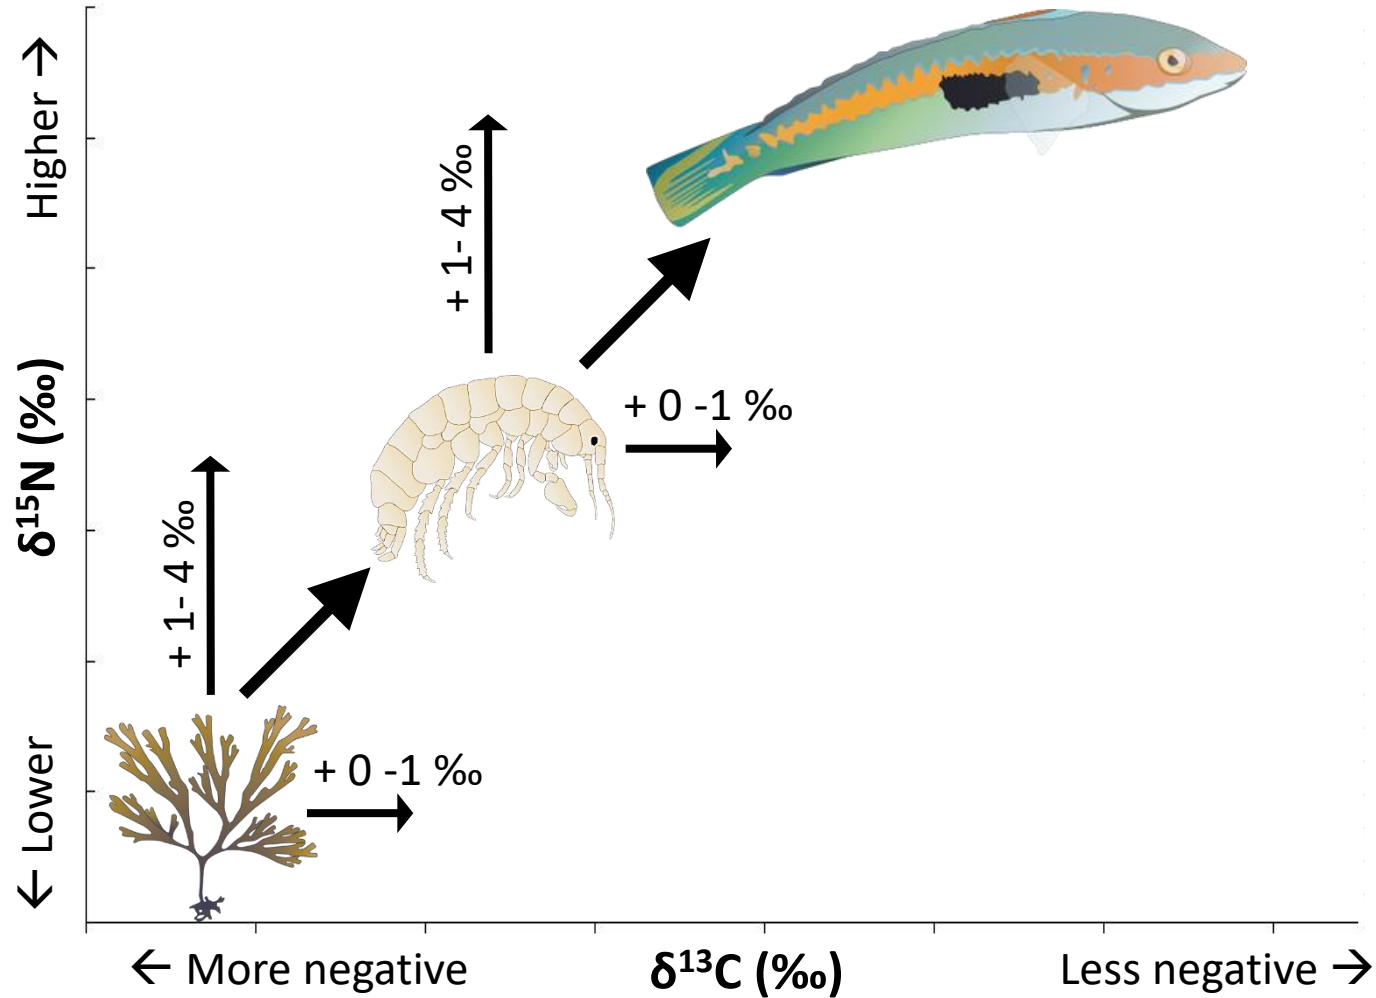 Higher →
δ¹⁵N (‰)
← Lower
+ 1- 4 ‰
+ 0 -1 ‰
+ 1- 4 ‰
+ 0 -1 ‰
← More negative
δ¹³C (‰)
Less negative →